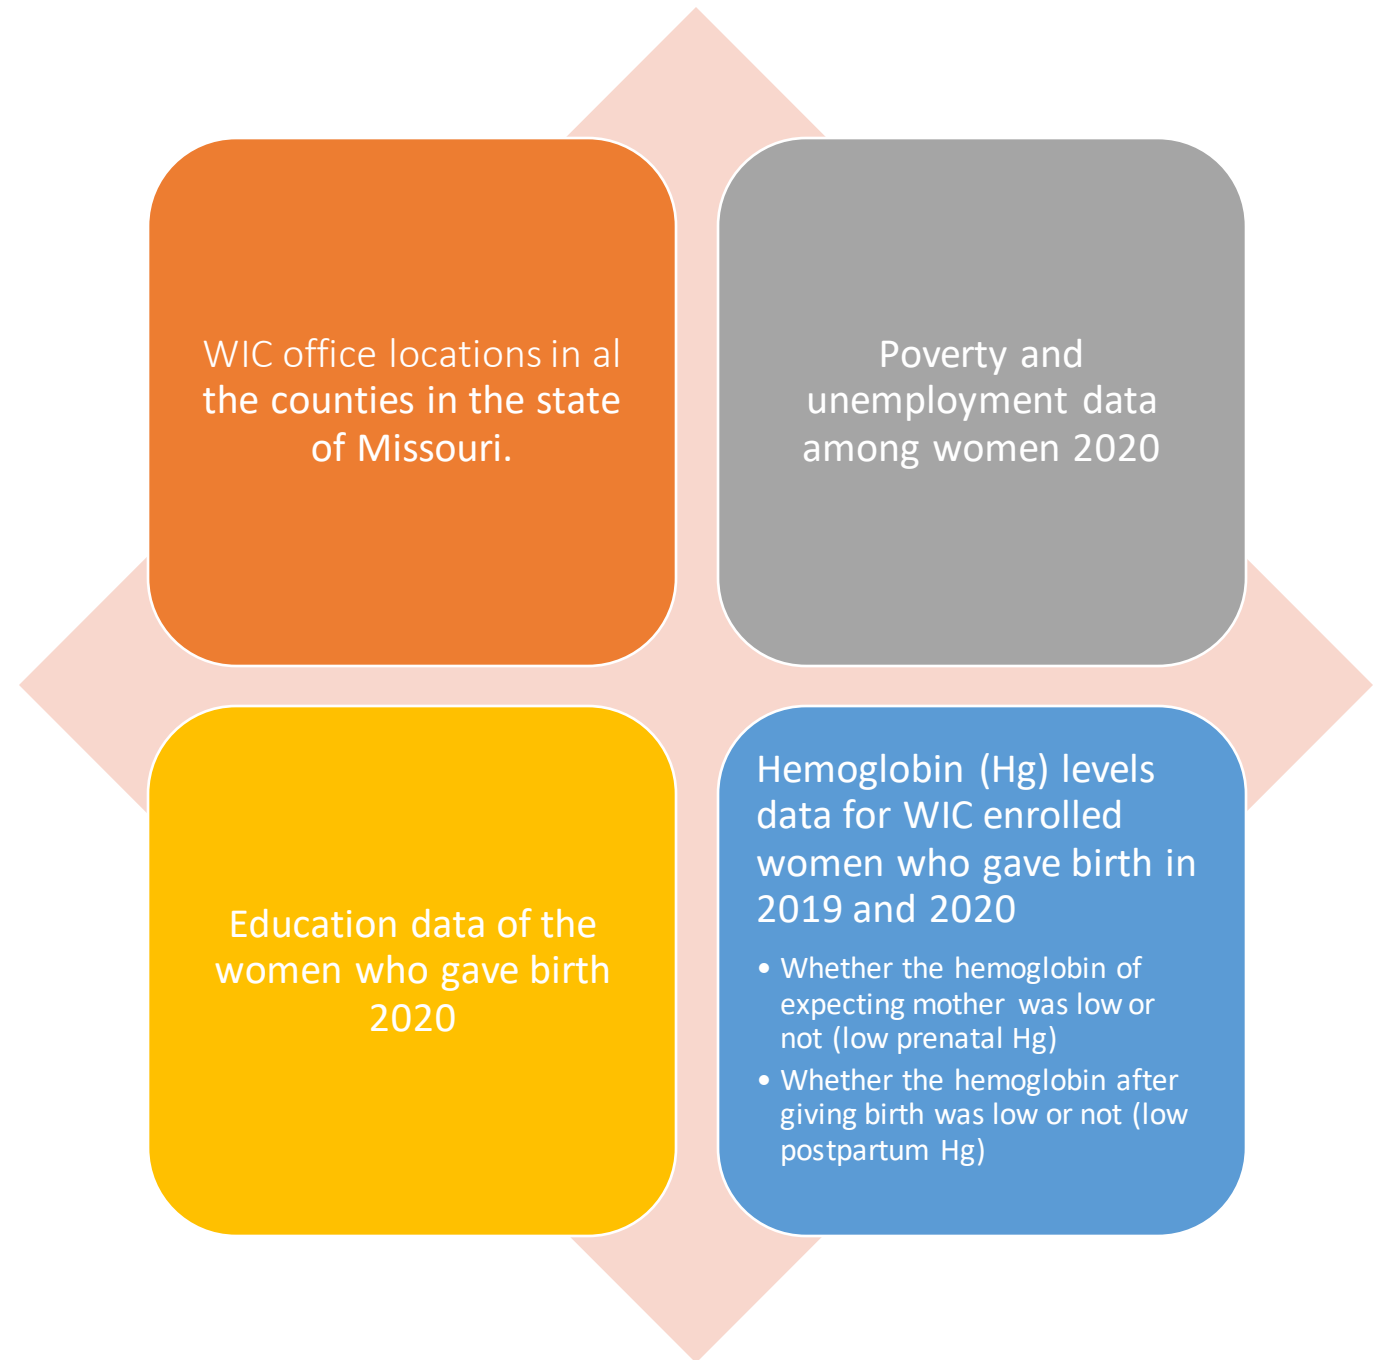 WIC office locations in al
the counties in the state
of Missouri.
Poverty and
unemployment data
among women 2020
Education data of the
women who gave birth
2020
Hemoglobin (Hg) levels
data for WIC enrolled
women who gave birth in
2019 and 2020
• Whether the hemoglobin of
expecting mother was low or
not (low prenatal Hg)
• Whether the hemoglobin after
giving birth was low or not (low
postpartum Hg)